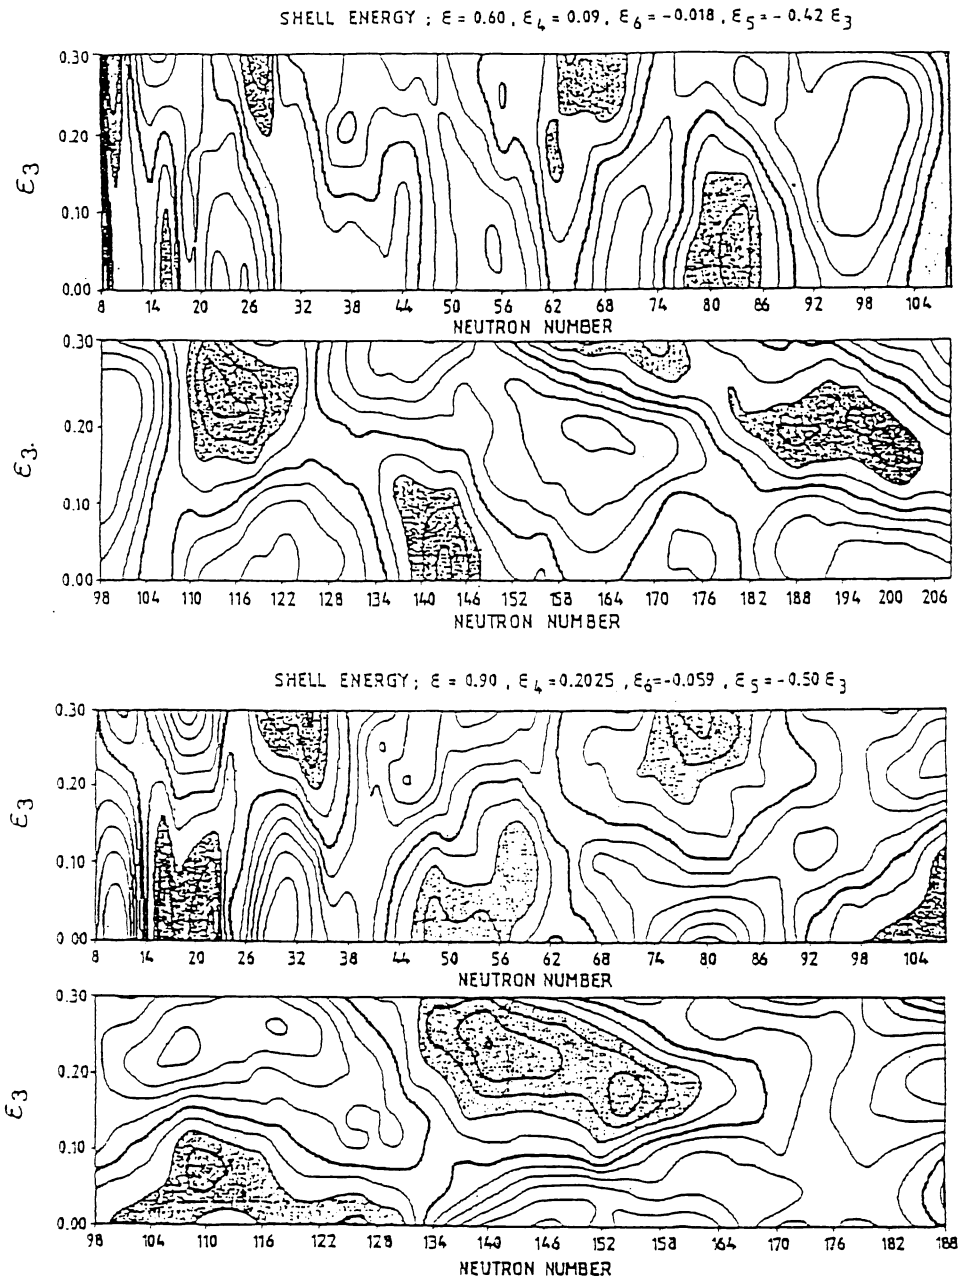 SHELL ENERGY ; ε = 0.60 , ε4 = 0.09 , ε6 = -0.018 , ε5 = - 0.42 ε3
0.30
0.20
0.10
0.00
ε3
8 14 20 26 32 38 44 50 56 62 68 74 80 86 92 98 104
NEUTRON NUMBER
0.30
0.20
0.10
0.00
ε3.
98 104 110 116 122 128 134 140 146 152 158 164 170 176 182 188 194 200 206
NEUTRON NUMBER
SHELL ENERGY ; ε = 0.90 , ε4 = 0.2025 , ε6 = -0.059 , ε5 = -0.50 ε3
0.30
0.20
0.10
0.00
ε3
8 14 20 26 32 38 44 50 56 62 68 74 80 86 92 98 104
NEUTRON NUMBER
0.30
0.20
0.10
0.00
ε3
98 104 110 116 122 128 134 140 146 152 158 164 170 176 182 188
NEUTRON NUMBER